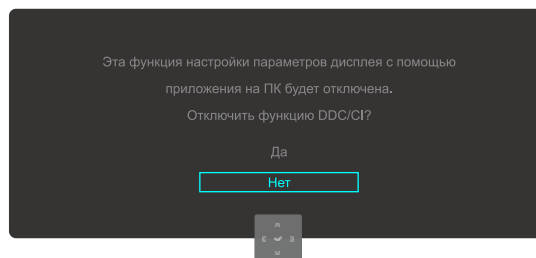 Эта функция настройки параметров дисплея с помощью
приложения на ПК будет отключена.
Отключить функцию DDC/CI?
Да
Нет